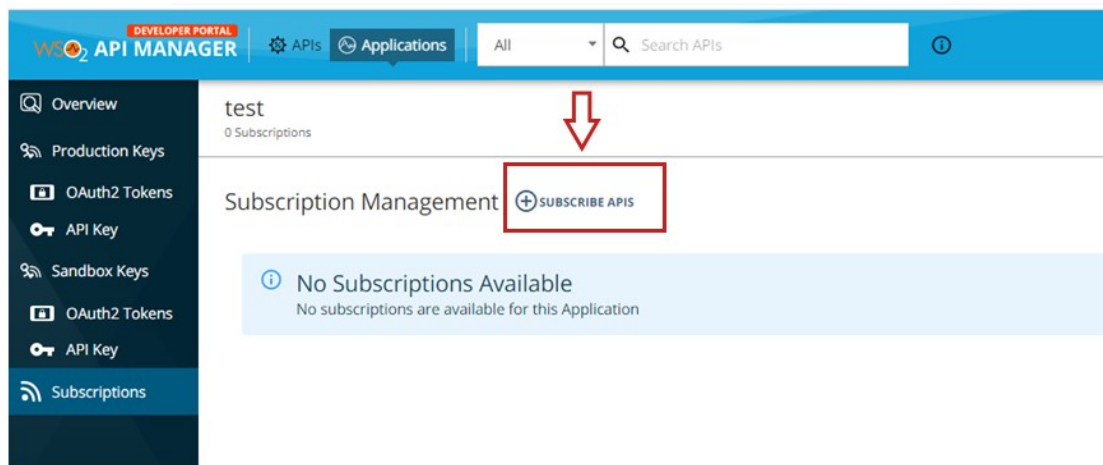 DEVELOPER PORTAL
WSO2 API MANAGER
APIs
Applications
All
Search APIs
Overview
Production Keys
OAuth2 Tokens
API Key
Sandbox Keys
OAuth2 Tokens
API Key
Subscriptions
test
0 Subscriptions
Subscription Management
SUBSCRIBE APIS
No Subscriptions Available
No subscriptions are available for this Application